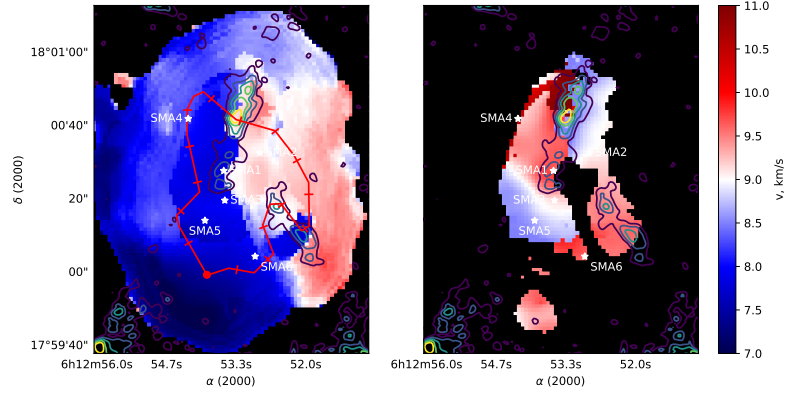 18°01'00"
00'40"
20"
00"
17°59'40"
δ (2000)
6h12m56.0s 54.7s 53.3s 52.0s
α (2000)
SMA4
SMA1
SMA5
SMA6
6h12m56.0s 54.7s 53.3s 52.0s
α (2000)
SMA4
SMA1
MA2
SMA5
SMA6
11.0
10.5
10.0
9.5
9.0
8.5
8.0
7.5
7.0
v, km/s